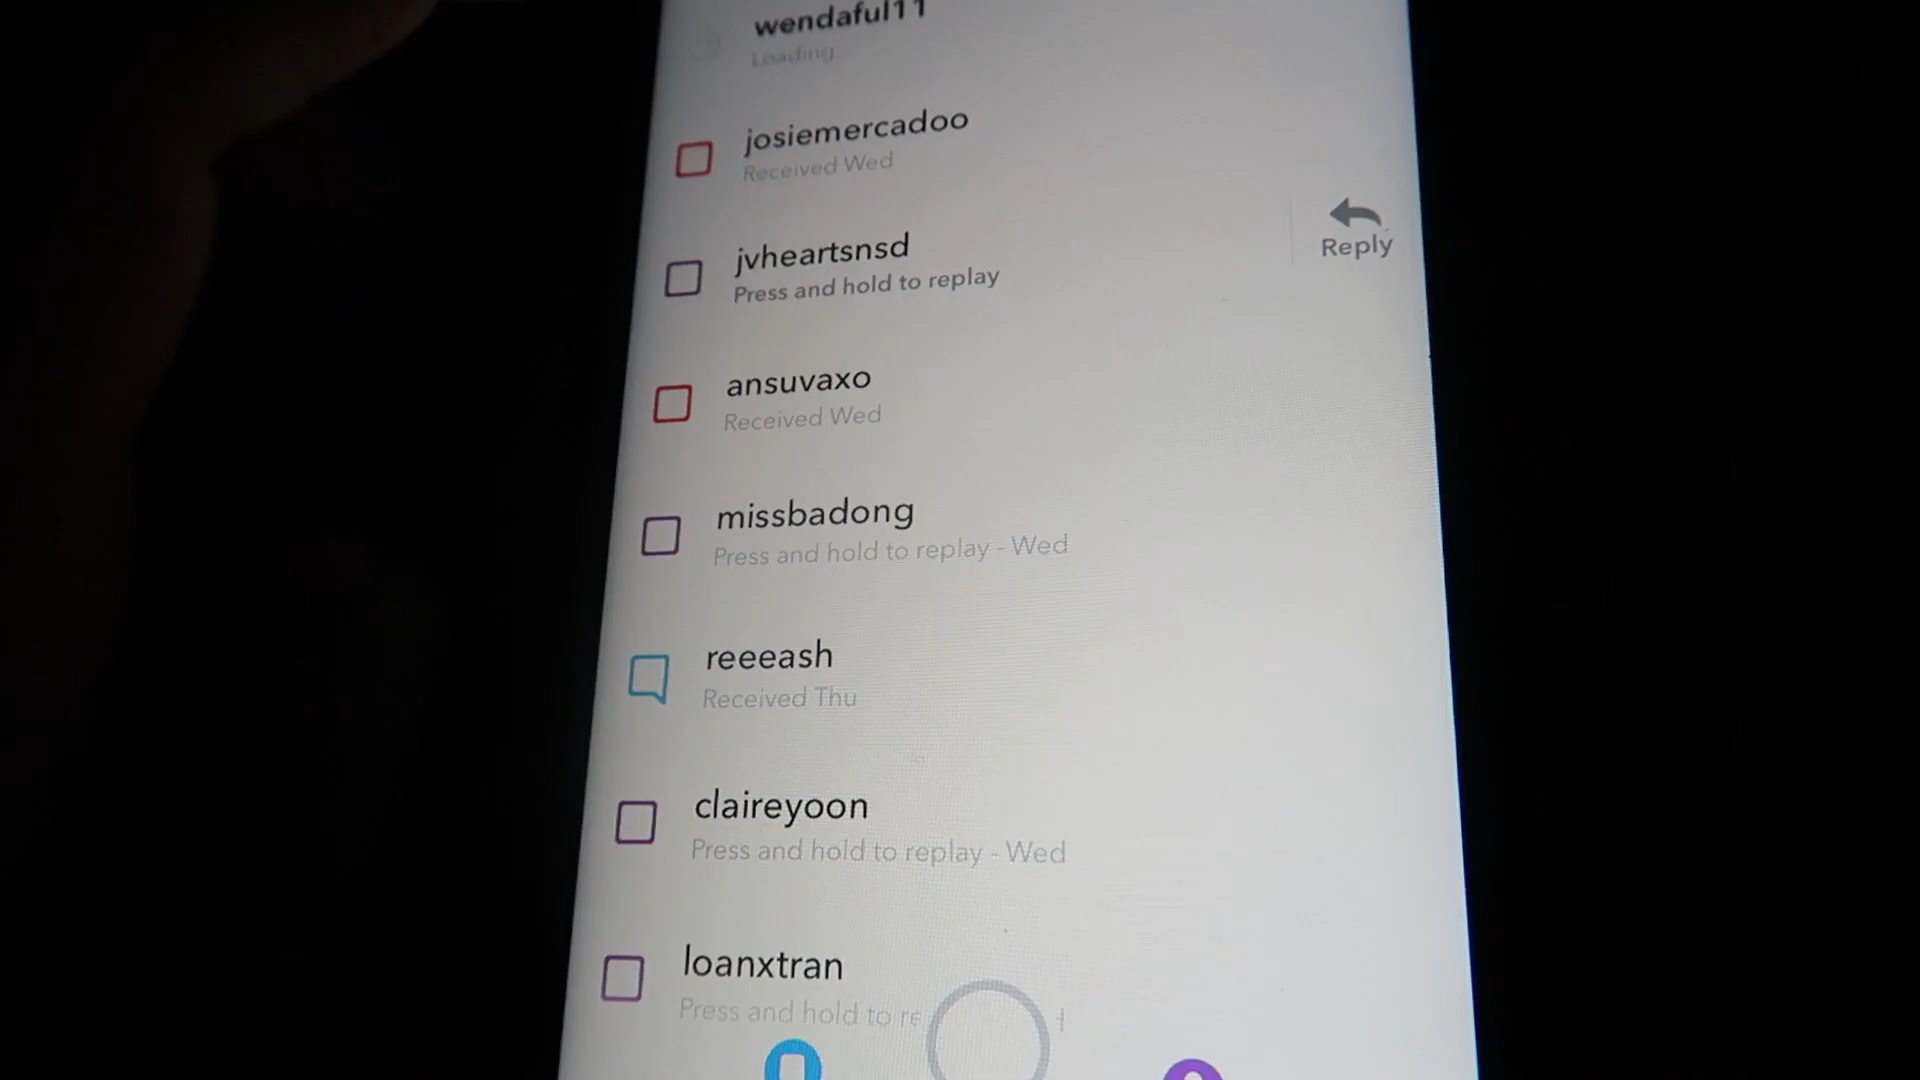 wendaful11
Loading
josiemercadoo
Received Wed
jvheartsnsd
Press and hold to replay
Reply
ansuvaxo
Received Wed
missbadong
Press and hold to replay - Wed
reeeash
Received Thu
claireyoon
Press and hold to replay - Wed
loanxtran
Press and hold to